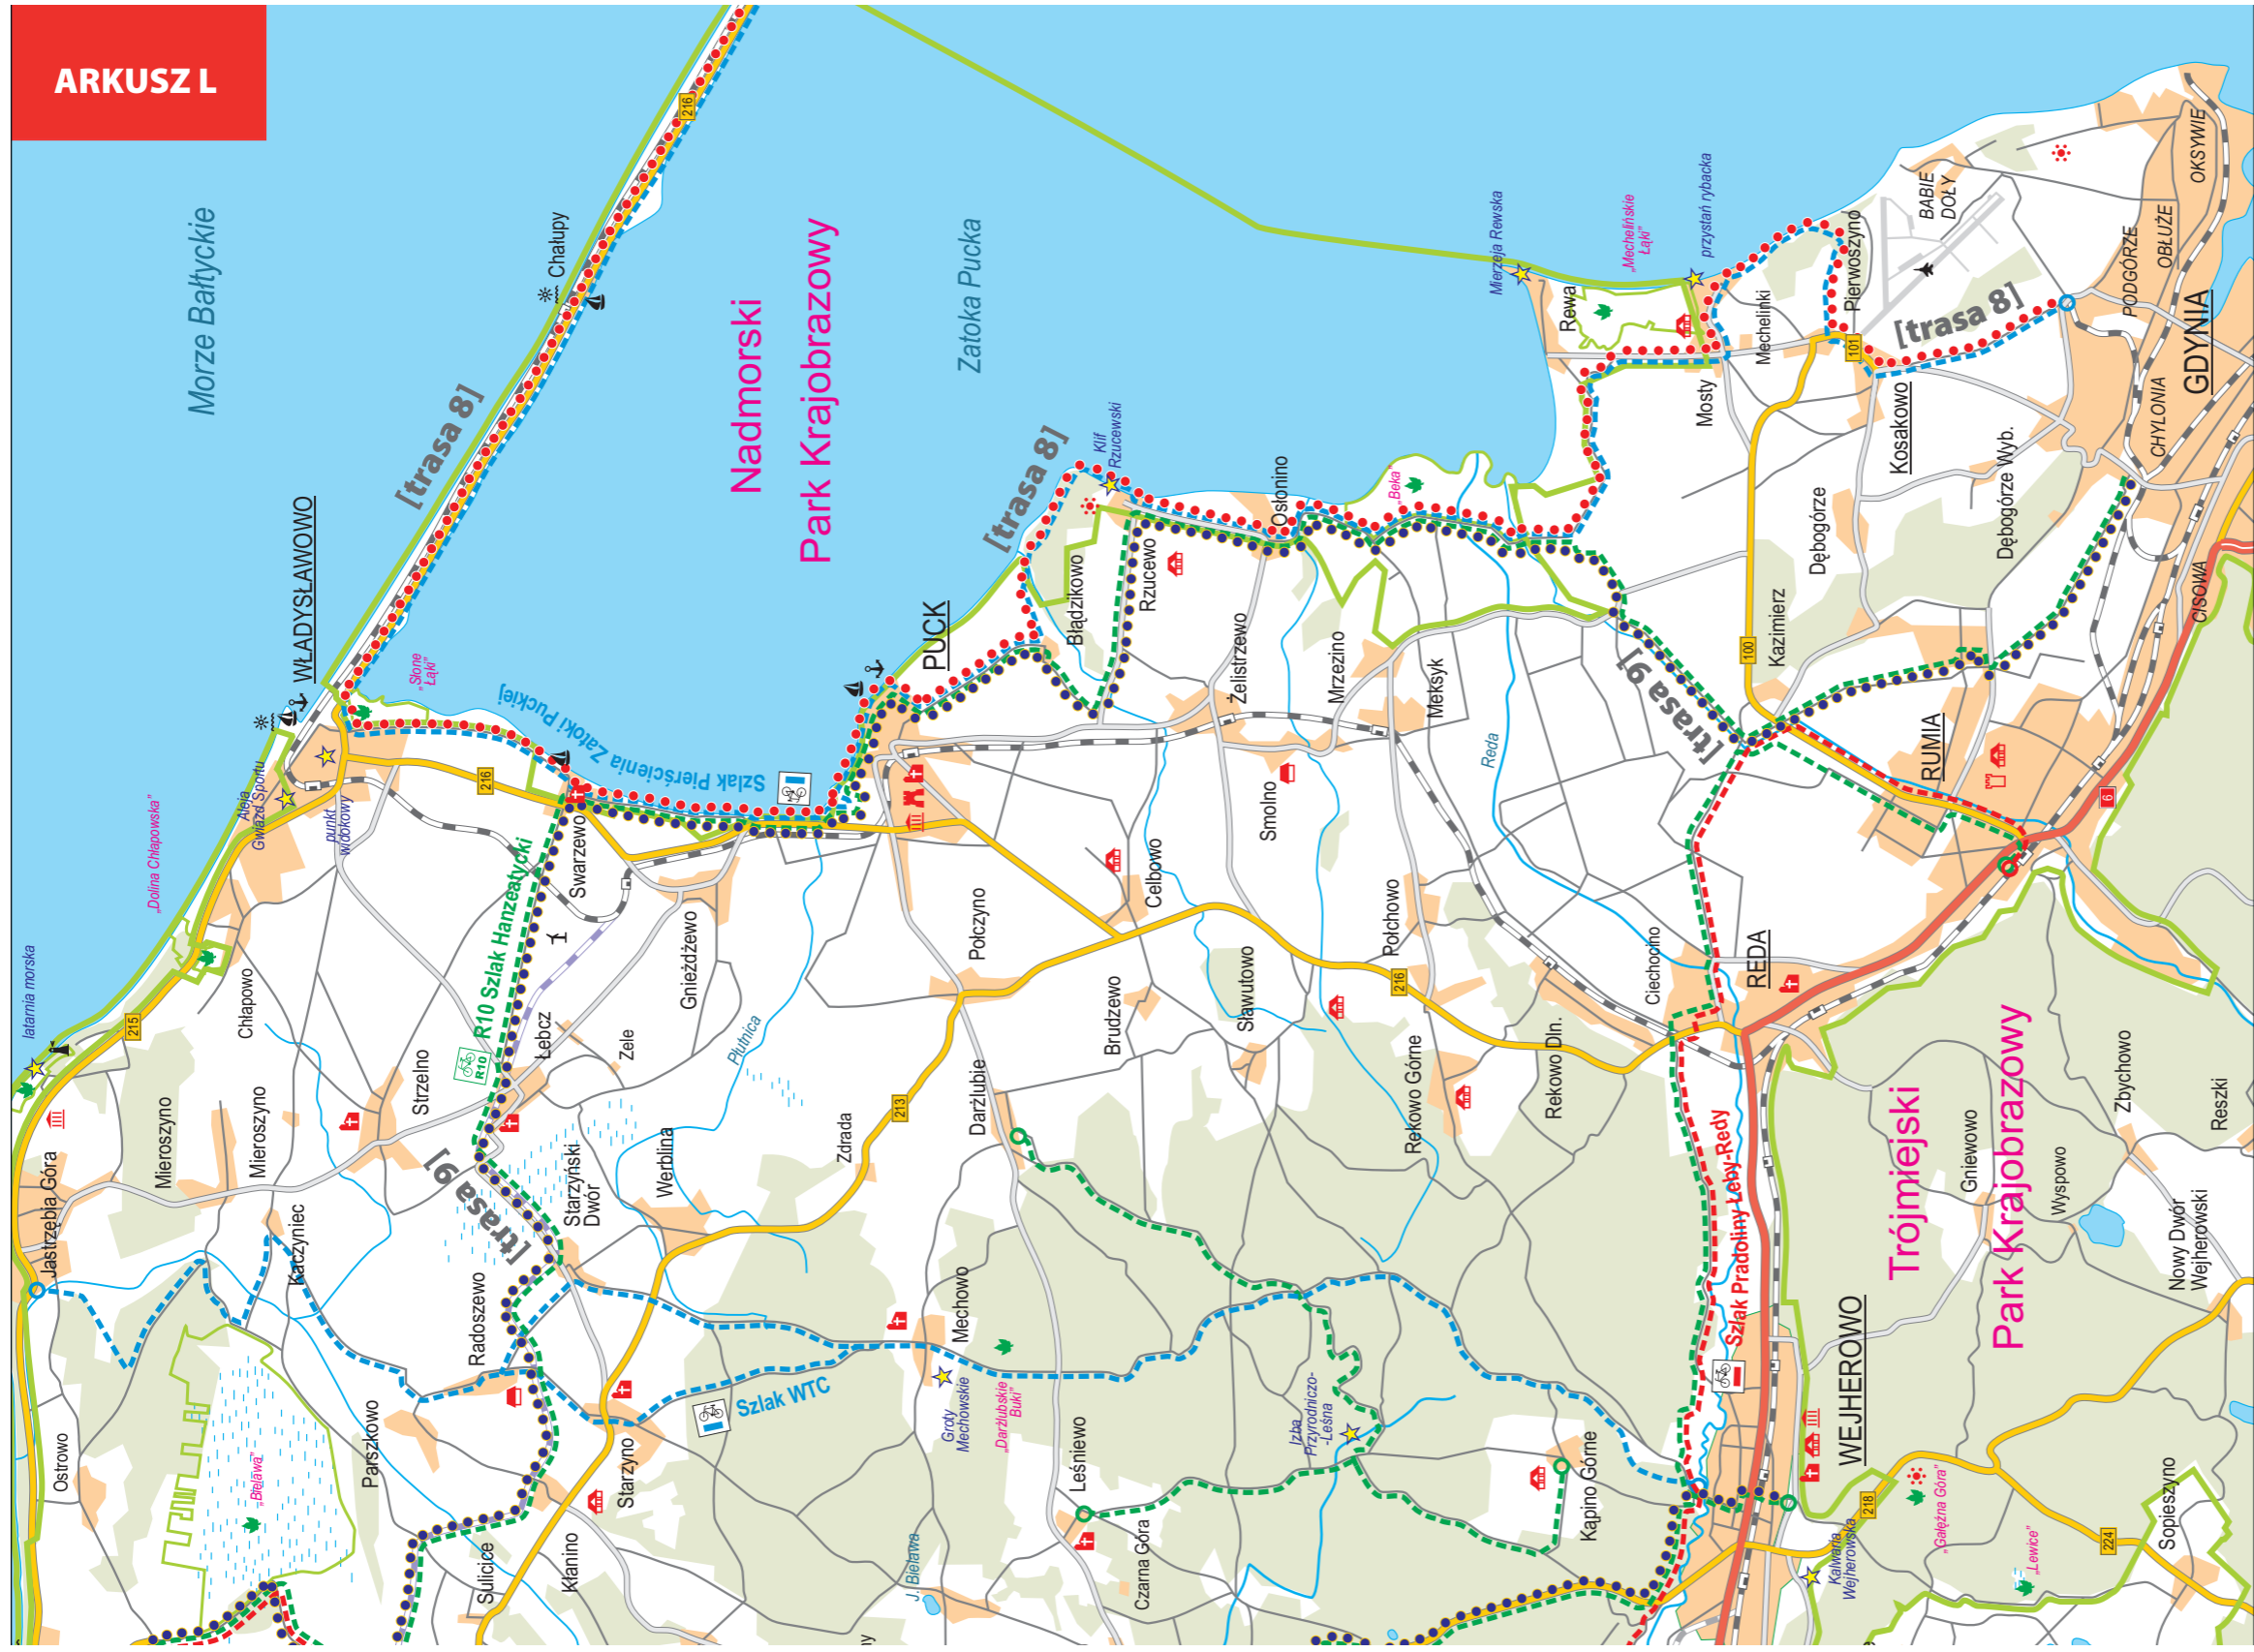 ARKUSZ L
Morze Bałtyckie
216
Chałupy
[trasa 8]
Nadmorski
Park Krajobrazowy
Zatoka Pucka
WŁADYSŁAWOWO
„Słone
Łąki”
Aleja
Gwiazd Sportu
punkt
widokowy
„Dolina Chłapowska”
latarnia morska
215
Chłapowo
216
Szlak Pierścienia Zatoki Puckiej
Swarzewo
R10 Szlak Hanzeatycki
R10
Gnieżdżewo
Łebcz
Żele
Strzelno
Mieroszyno
Mieroszyno
Jastrzębia Góra
Kaczyniec
[trasa 9]
Starzyński
Dwór
Werblina
Płutnica
Radoszewo
Ostrowo
„Bielawa”
Parszkowo
Sulicice
Kłanino
Starzyno
Szlak WTC
PUCK
[trasa 8]
Klif
Rzucewski
Błądzikowo
Rzucewo
Osłonino
„Beka”
Żelistrzewo
Mrzezino
Meksyk
Smolno
Celbowo
Połczyno
Połchowo
216
Reda
Sławutowo
Brudzewo
Darżlubie
213
Zdrada
Rekowo Górne
Rekowo Dln.
Mechowo
Groty
Mechowskie
„Darżlubskie
Buki”
Leśniewo
Izba
Przyrodniczo-
-Leśna
Czarna Góra
J. Bielawa
Kąpino Górne
Mierzeja Rewska
„Mechelińskie
Łąki”
przystań rybacka
Rewa
Mosty
Mechelinki
Pierwoszyno
BABIE
DOŁY
[trasa 8]
101
Kosakowo
OKSYWIE
OBŁUŻE
PODGÓRZE
GDYNIA
CHYLONIA
CISOWA
Dębogórze Wyb.
Dębogórze
Kazimierz
100
[trasa 9]
RUMIA
6
Ciechocino
REDA
Szlak Pradoliny Łeby-Redy
Trójmiejski
Park Krajobrazowy
Gniewowo
Wyspowo
Zbychowo
Reszki
Nowy Dwór
Wejherowski
WEJHEROWO
Kalwaria
Wejherowska
218
„Gałęźna Góra”
„Lewice”
224
Sopieszyno